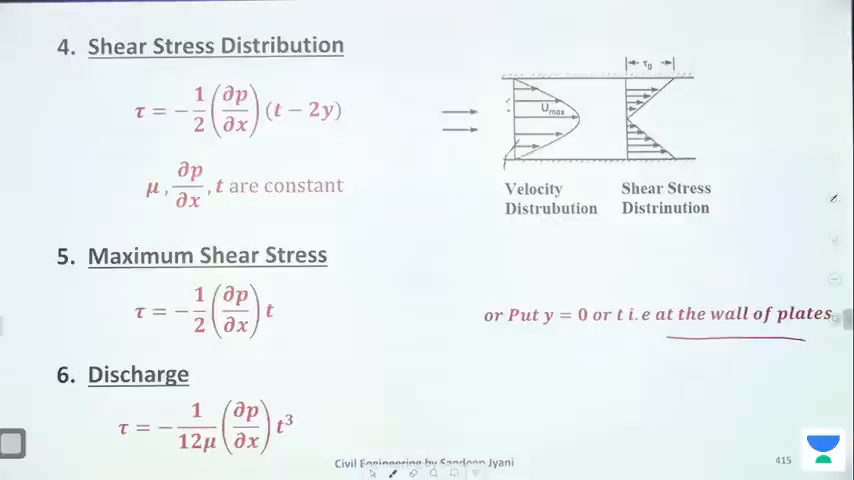 4. Shear Stress Distribution
τ = −1/2 (∂p/∂x) (t − 2y)
μ, ∂p/∂x, t are constant
τ₀
Umax
Velocity Distrubution
Shear Stress Distrinution
5. Maximum Shear Stress
τ = −1/2 (∂p/∂x) t
or Put y = 0 or t i.e at the wall of plates
6. Discharge
τ = −1/12μ (∂p/∂x) t³
Civil Engineering by Sandeep Jyani
415